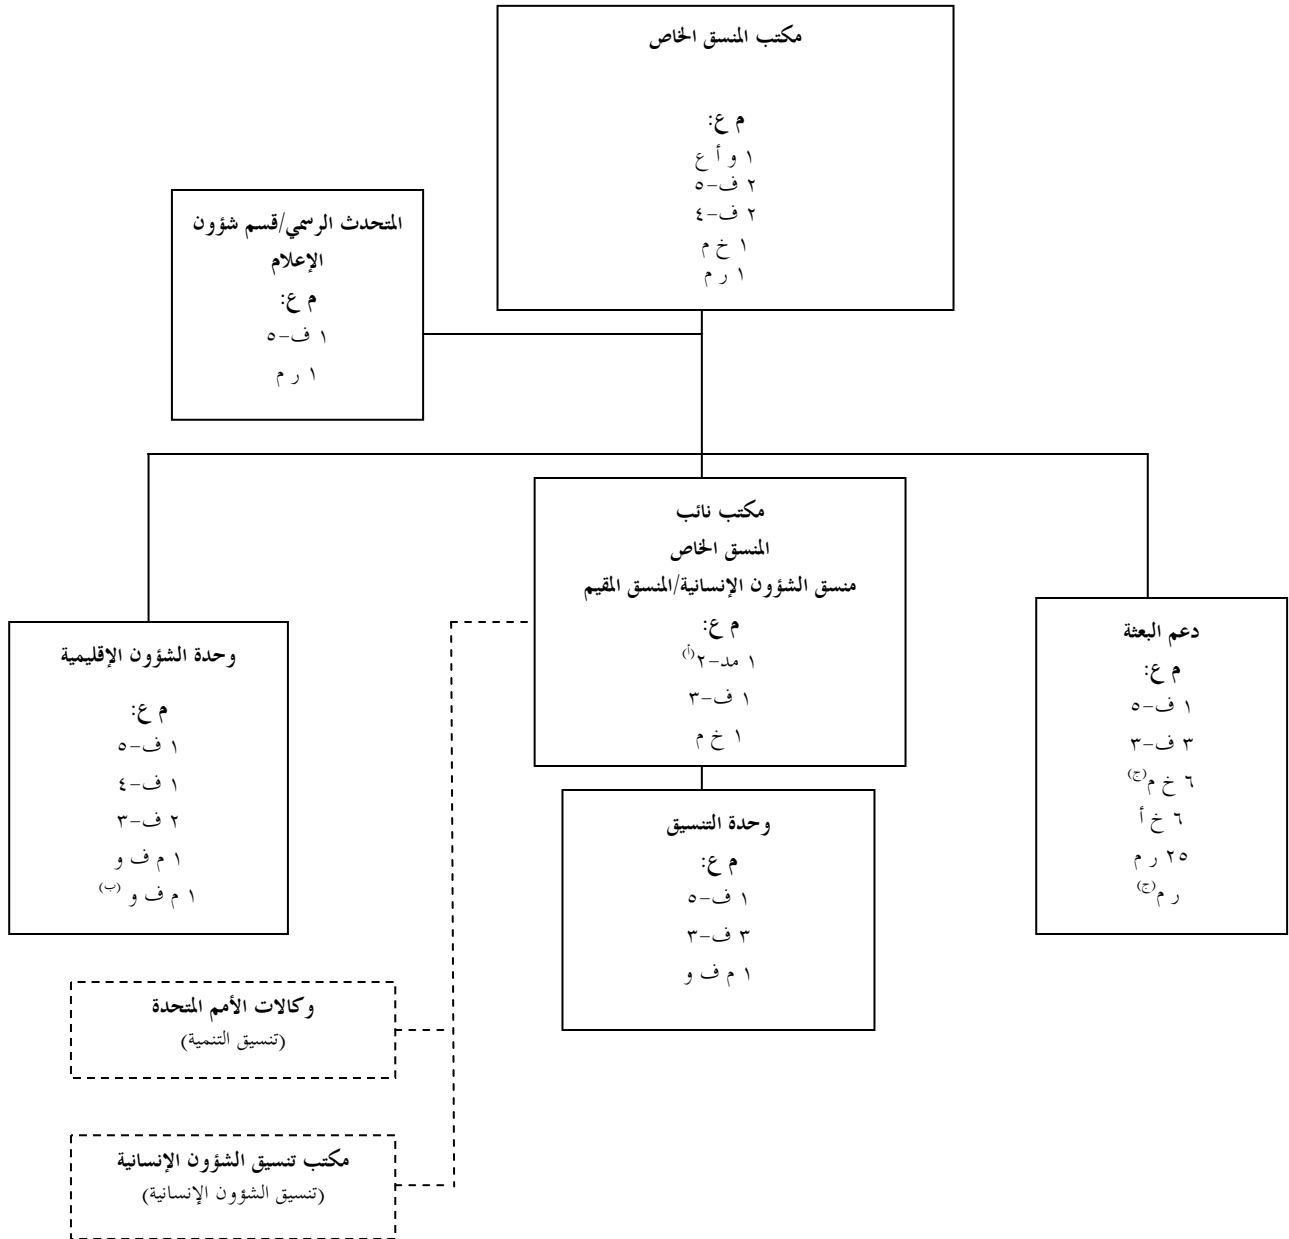 مكتب المنسق الخاص
م ع:
١ و أ ع
٢ ف-٥
٢ ف-٤
١ خ م
١ ر م
المتحدث الرسمي/قسم شؤون
الإعلام
م ع:
١ ف-٥
١ ر م
مكتب نائب
المنسق الخاص
منسق الشؤون الإنسانية/المنسق المقيم
م ع:
١ مد-٢(أ)
١ ف-٣
١ خ م
دعم البعثة
م ع:
١ ف-٥
٣ ف-٣
٦ خ م(ج)
٦ خ أ
٢٥ ر م
ر م(ج)
وحدة التنسيق
م ع:
١ ف-٥
٣ ف-٣
١ م ف و
وحدة الشؤون الإقليمية
م ع:
١ ف-٥
١ ف-٤
٢ ف-٣
١ م ف و
١ م ف و (ب)
وكالات الأمم المتحدة
(تنسيق التنمية)
مكتب تنسيق الشؤون الإنسانية
(تنسيق الشؤون الإنسانية)